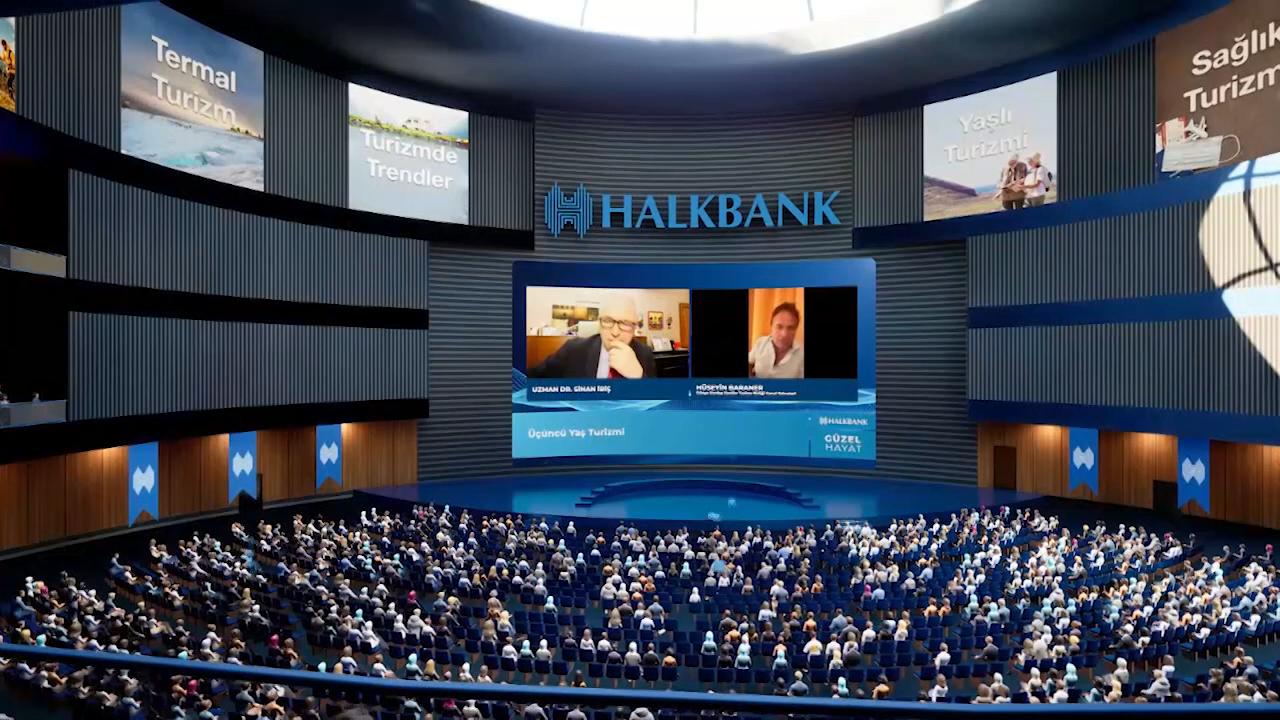 Termal
Turizm
Turizmde
Trendler
Yaşlı
Turizmi
Sağlık
Turizm
HALKBANK
UZMAN DR. SİNAN İBİŞ
HÜSEYİN BARANER
Üçüncü Yaş Turizmi
HALKBANK
GÜZEL
HAYAT